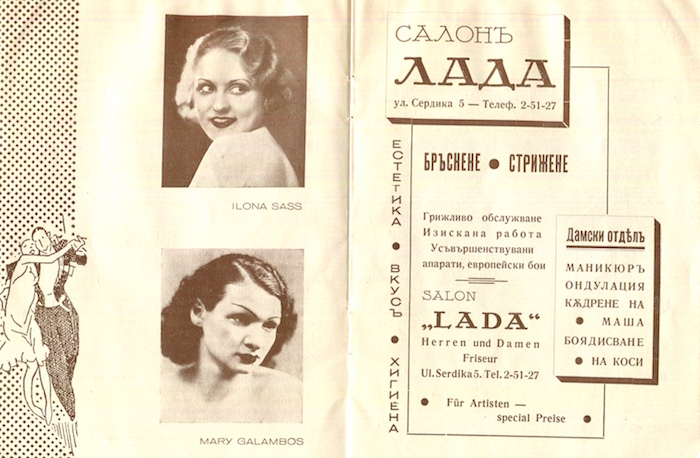 ILONA SASS
MARY GALAMBOS
САЛОНЪ
ЛАДА
ул. Сердика 5 — Телеф. 2-51-27
ЕСТЕТИКА ● ВКУСЪ ● ХИГИЕНА
БРЪСНЕНЕ ● СТРИЖЕНЕ
Грижливо обслужване
Изискана работа
Усъвършенствувани
апарати, европейски бои
SALON
„LADA“
Herren und Damen
Friseur
Ul. Serdika 5. Tel. 2-51-27
● Für Artisten —
special Preise ●
Дамски отдѣлъ
МАНИКЮРЪ
ОНДУЛАЦИЯ
КѪДРЕНЕ НА
● МАША
БОЯДИСВАНЕ
● НА КОСИ